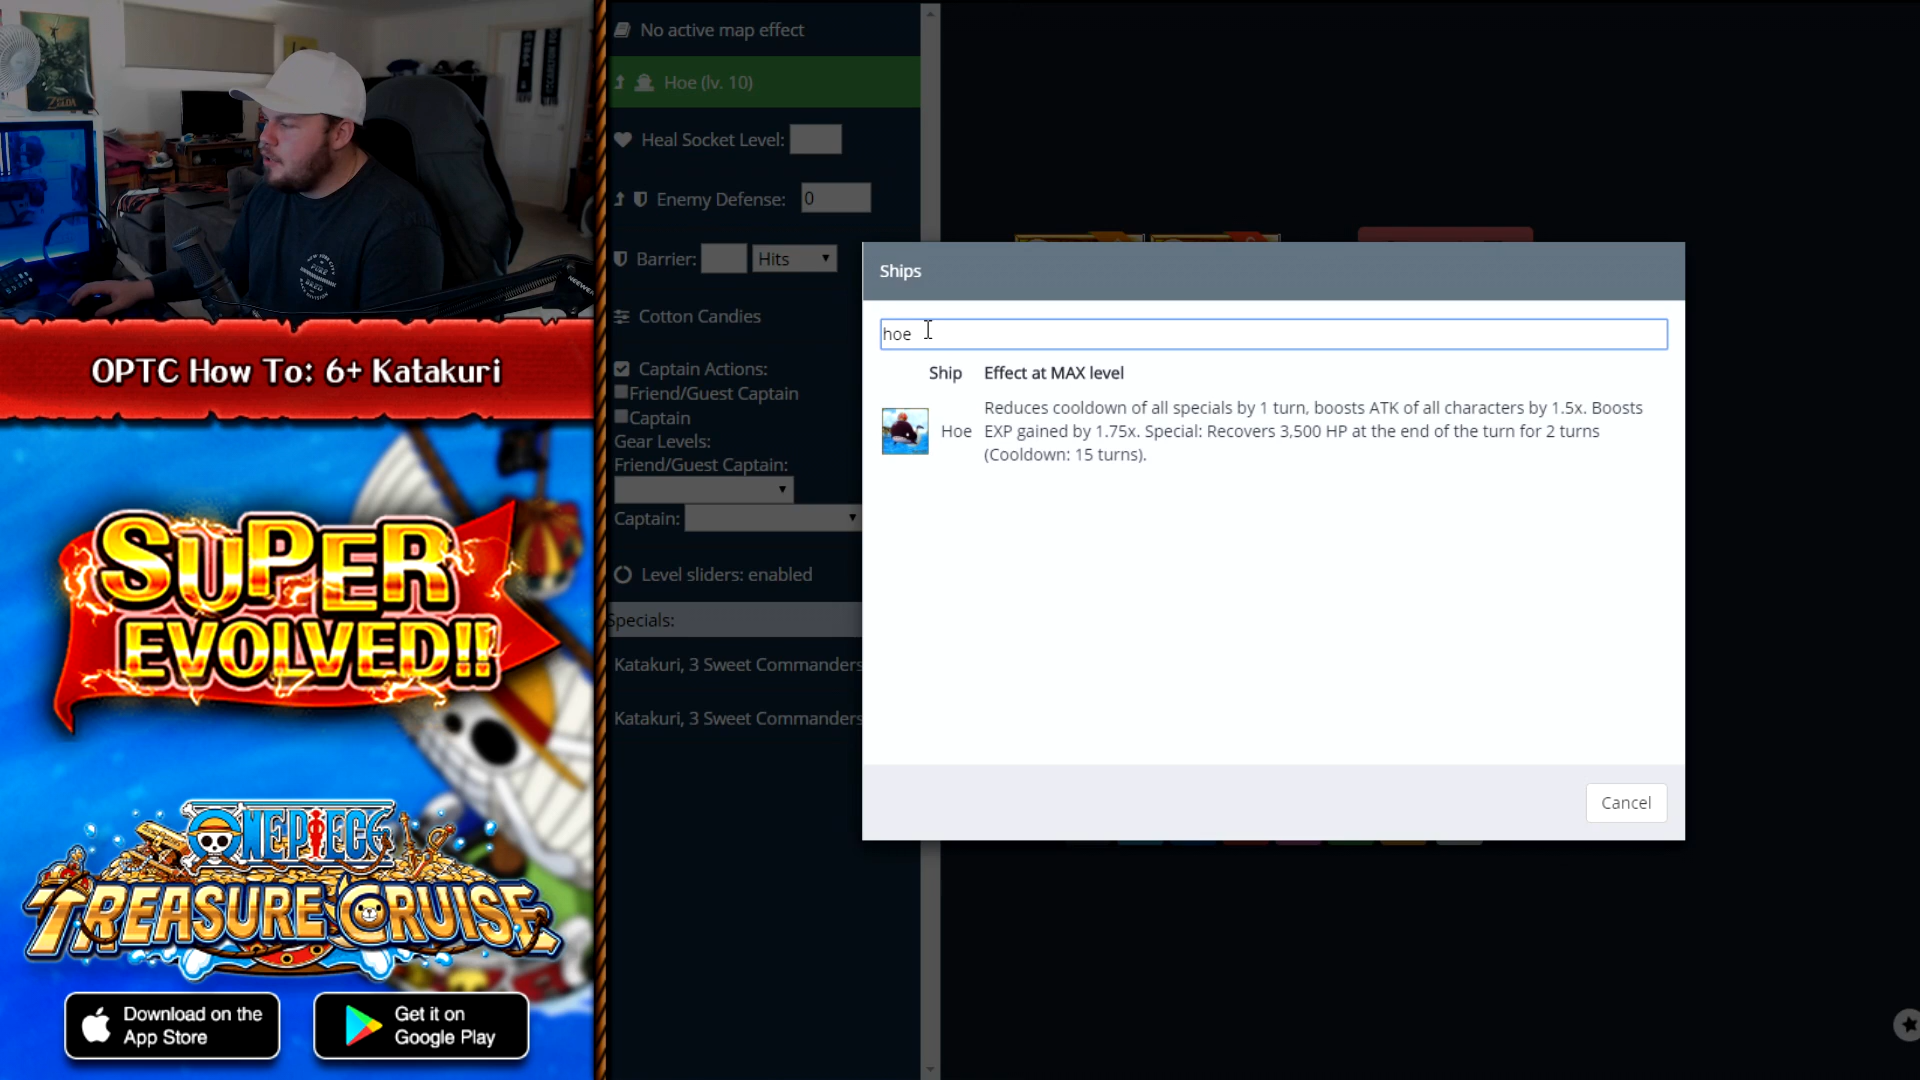 OPTC How To: 6+ Katakuri
SUPER
EVOLVED!!
ONE PIECE
TREASURE CRUISE
Download on the
App Store
Get it on
Google Play
No active map effect
Hoe (lv. 10)
Heal Socket Level:
Enemy Defense: 0
Barrier: Hits
Cotton Candies
Captain Actions:
Friend/Guest Captain
Captain
Gear Levels:
Friend/Guest Captain:
Captain:
Level sliders: enabled
Specials:
Katakuri, 3 Sweet Commanders
Katakuri, 3 Sweet Commanders
Ships
hoe
Ship Effect at MAX level
Hoe
Reduces cooldown of all specials by 1 turn, boosts ATK of all characters by 1.5x. Boosts
EXP gained by 1.75x. Special: Recovers 3,500 HP at the end of the turn for 2 turns
(Cooldown: 15 turns).
Cancel